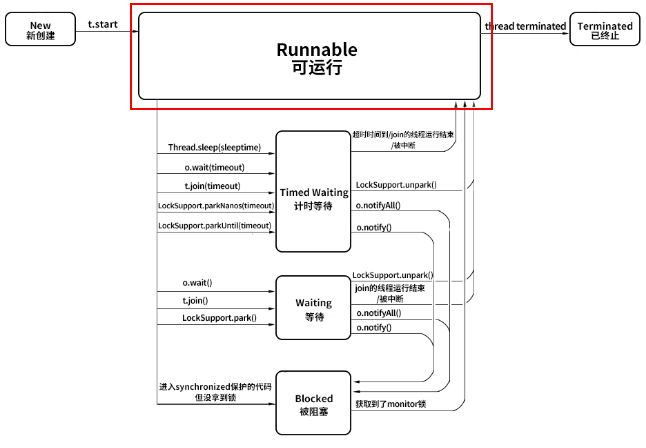 New
新创建
t.start
Runnable
可运行
thread terminated
Terminated
已终止
Thread.sleep(sleeptime)
o.wait(timeout)
t.join(timeout)
LockSupport.parkNanos(timeout)
LockSupport.parkUntil(timeout)
Timed Waiting
计时等待
超时时间到/join的线程运行结束
/被中断
LockSupport.unpark()
o.notifyAll()
o.notify()
o.wait()
t.join()
LockSupport.park()
Waiting
等待
LockSupport.unpark()
join的线程运行结束
/被中断
o.notifyAll()
o.notify()
进入synchronized保护的代码
但没拿到锁
Blocked
被阻塞
获取到了monitor锁